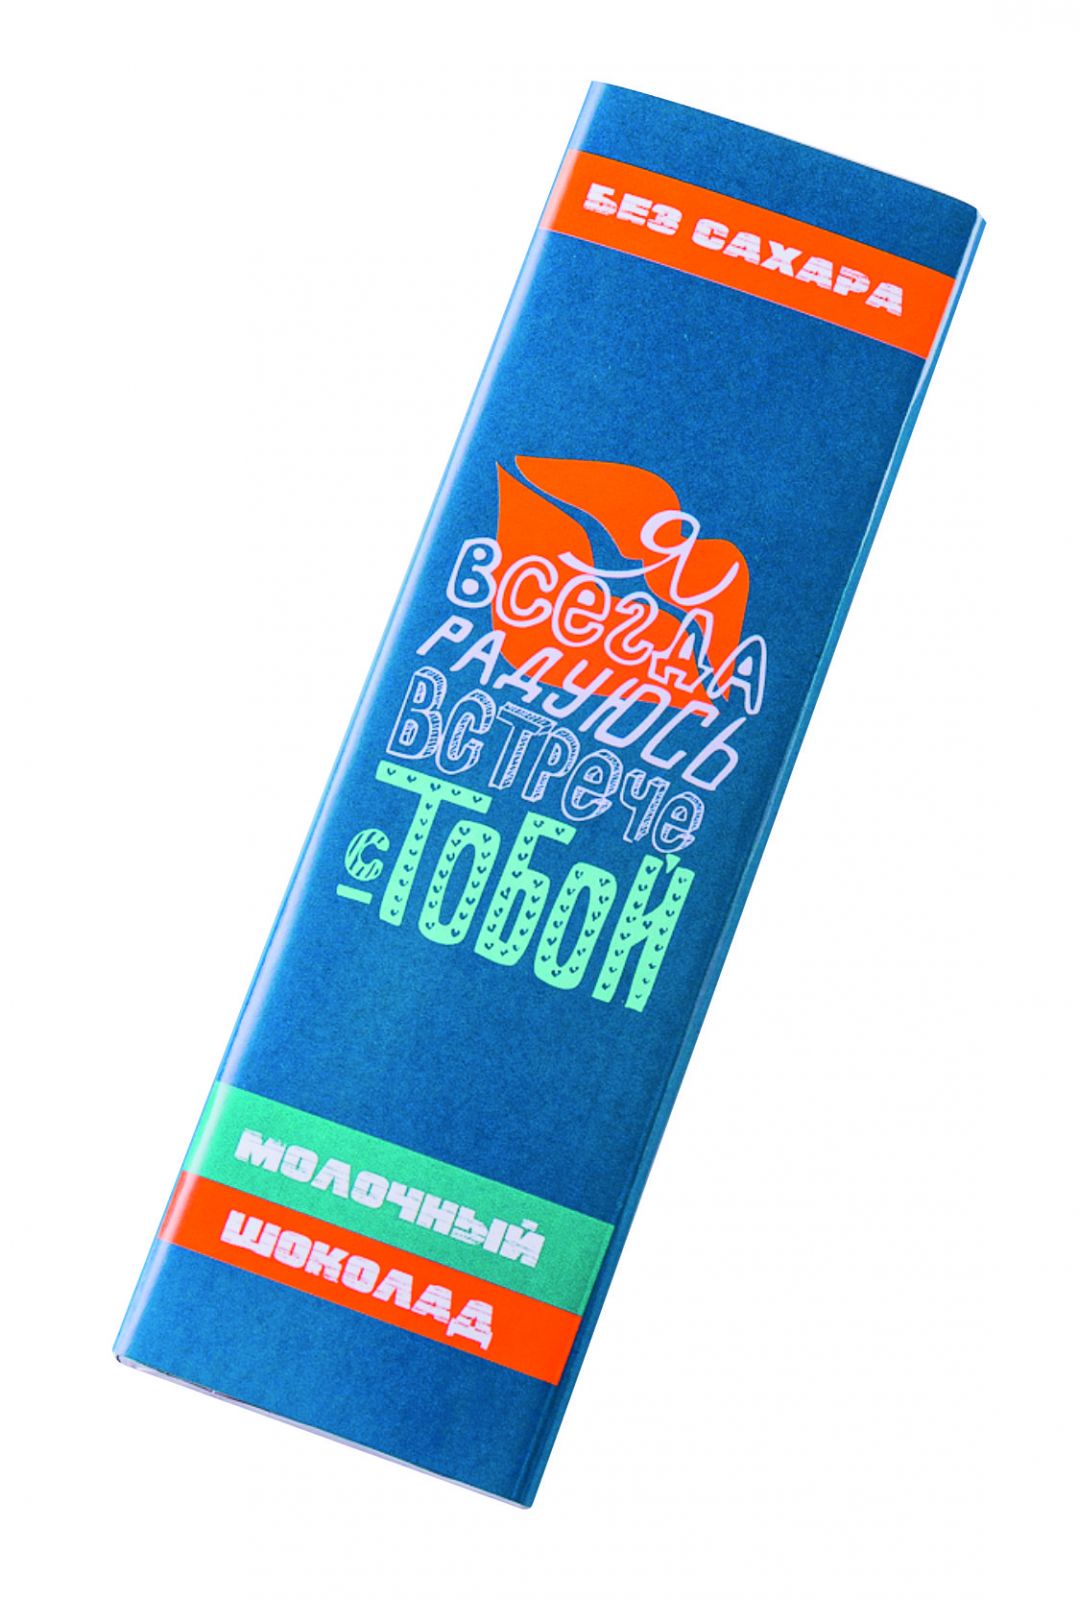 БЕЗ САХАРА
Я
ВСЕГДА
РАДУЮСЬ
ВСТРЕЧЕ
С ТОБОЙ
МОЛОЧНЫЙ
ШОКОЛАД